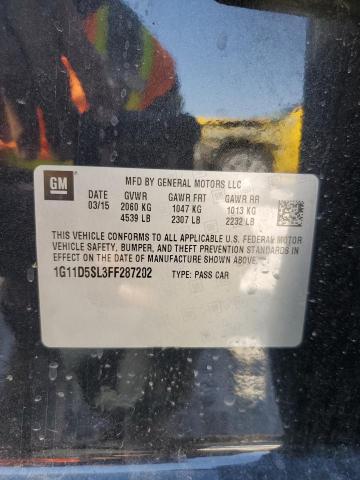 GM
MFD BY GENERAL MOTORS LLC
DATE GVWR GAWR FRT GAWR RR
03/15 2060 KG 1047 KG 1013 KG
4539 LB 2307 LB 2232 LB
THIS VEHICLE CONFORMS TO ALL APPLICABLE U.S. FEDERAL MOTOR
VEHICLE SAFETY, BUMPER, AND THEFT PREVENTION STANDARDS IN
EFFECT ON THE DATE OF MANUFACTURE SHOWN ABOVE.
1G11D5SL3FF287202 TYPE: PASS CAR